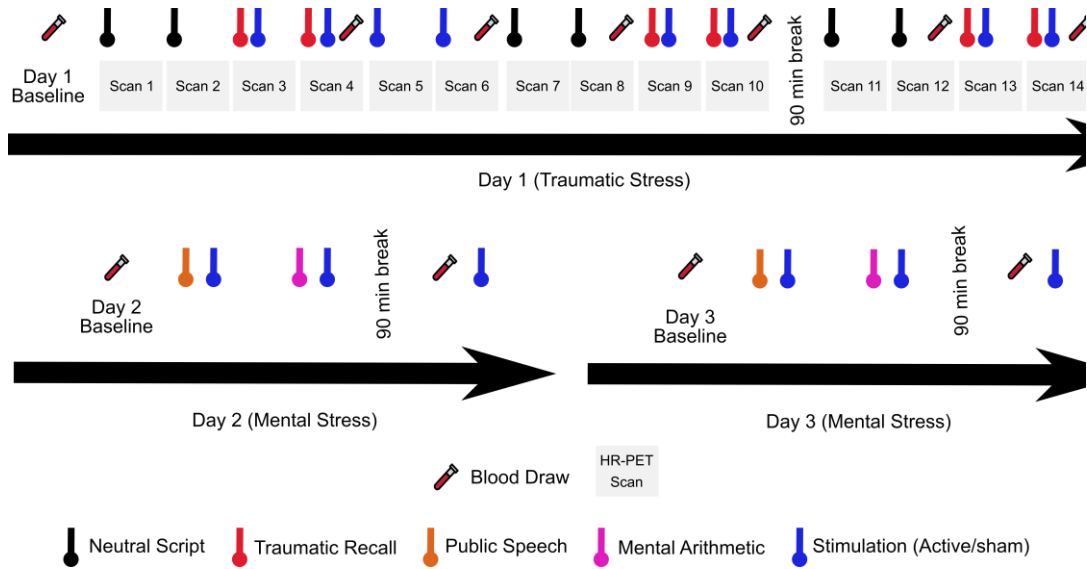 Day 1
Baseline
Scan 1
Scan 2
Scan 3
Scan 4
Scan 5
Scan 6
Scan 7
Scan 8
Scan 9
Scan 10
90 min break
Scan 11
Scan 12
Scan 13
Scan 14
Day 1 (Traumatic Stress)
Day 2
Baseline
90 min break
Day 3
Baseline
90 min break
Day 2 (Mental Stress)
Day 3 (Mental Stress)
Blood Draw
HR-PET
Scan
Neutral Script
Traumatic Recall
Public Speech
Mental Arithmetic
Stimulation (Active/sham)